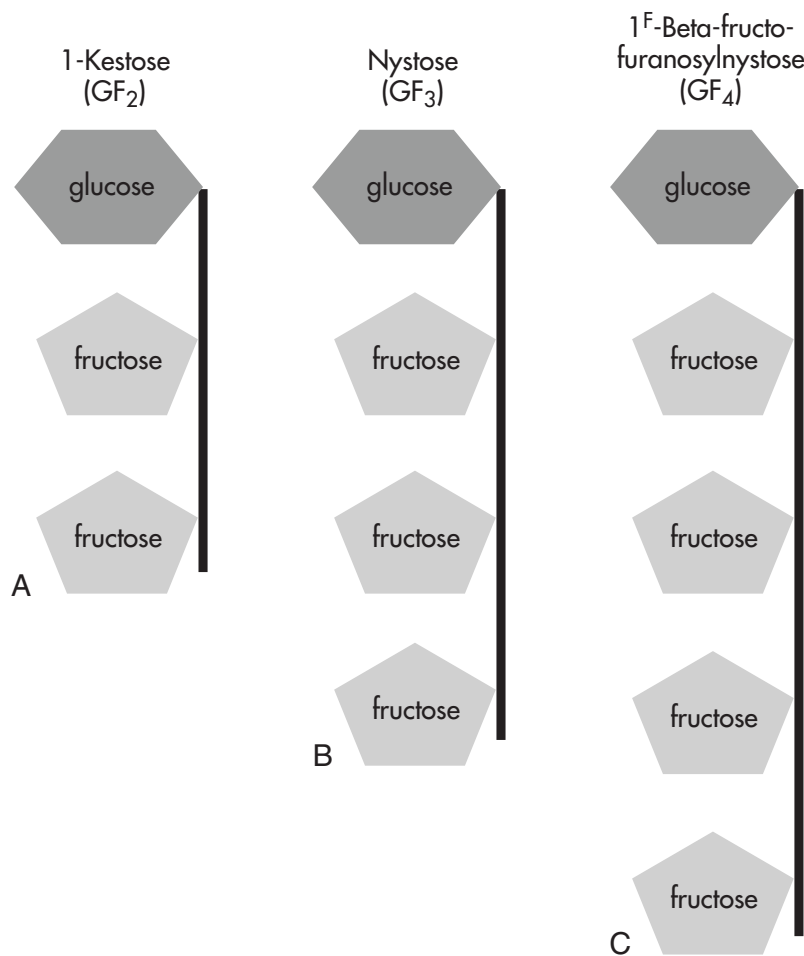 1-Kestose
(GF2)
glucose
fructose
fructose
A
Nystose
(GF3)
glucose
fructose
fructose
fructose
B
1F-Beta-fructo-
furanosylnystose
(GF4)
glucose
fructose
fructose
fructose
fructose
C